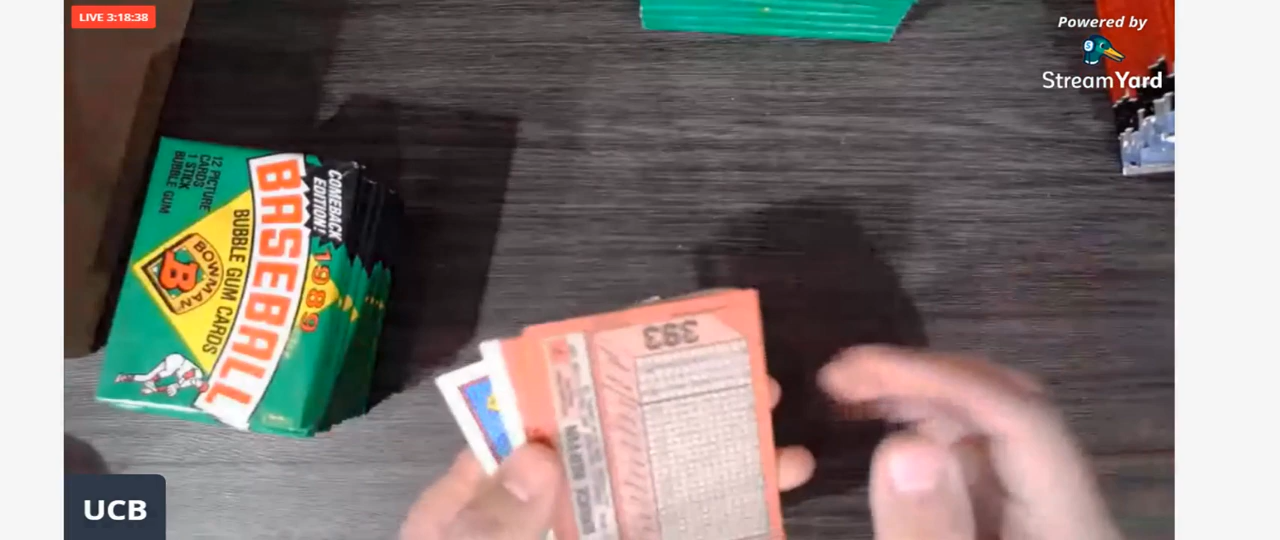 LIVE 3:18:38
Powered by
StreamYard
12 PICTURE
CARDS
1 STICK
BUBBLE GUM
COMEBACK
EDITION!
1989
BASEBALL
BUBBLE GUM CARDS
BOWMAN
B
393
UCB